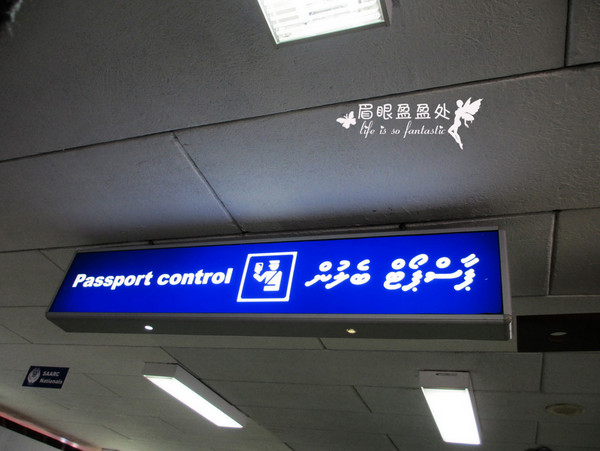 眉眼盈盈处
life is so fantastic
Passport control ޕާސްޕޯޓް ބެލުން
SAARC
Nationals